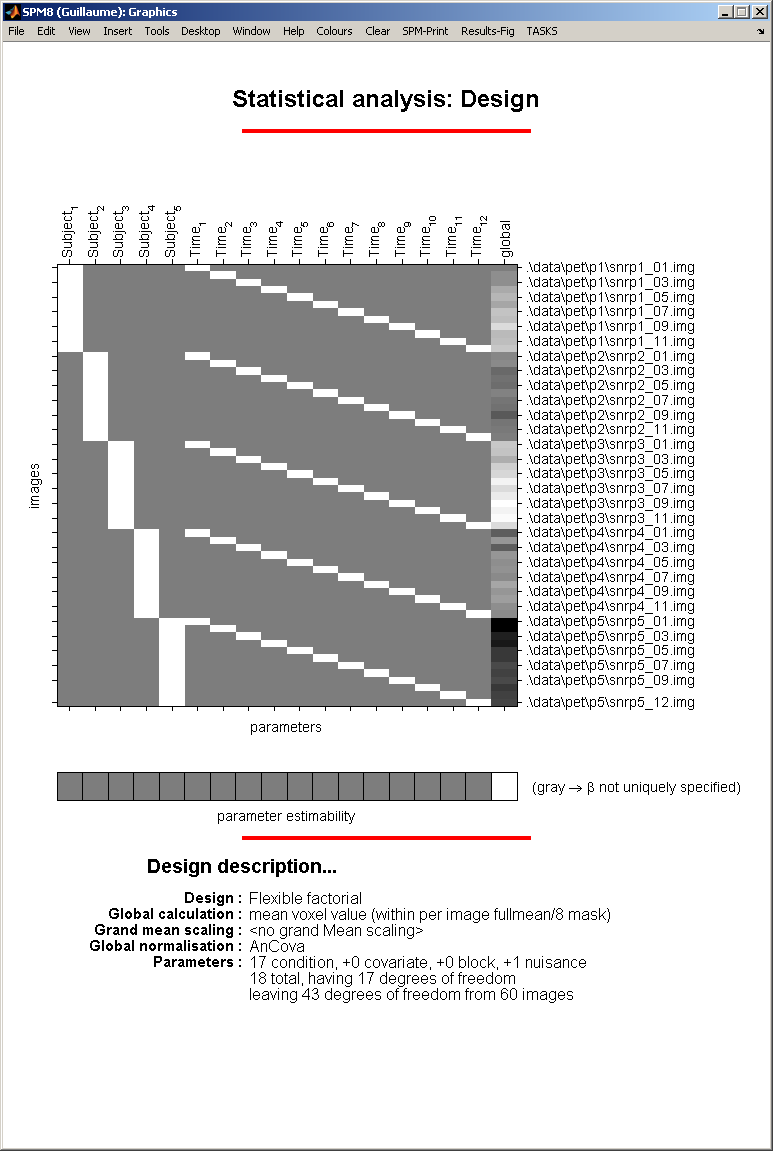 SPM8 (Guillaume): Graphics
File Edit View Insert Tools Desktop Window Help Colours Clear SPM-Print Results-Fig TASKS
Statistical analysis: Design
Subject1
Subject2
Subject3
Subject4
Subject5
Time1
Time2
Time3
Time4
Time5
Time6
Time7
Time8
Time9
Time10
Time11
Time12
global
images
.\data\pet\p1\snrp1_01.img
.\data\pet\p1\snrp1_03.img
.\data\pet\p1\snrp1_05.img
.\data\pet\p1\snrp1_07.img
.\data\pet\p1\snrp1_09.img
.\data\pet\p1\snrp1_11.img
.\data\pet\p2\snrp2_01.img
.\data\pet\p2\snrp2_03.img
.\data\pet\p2\snrp2_05.img
.\data\pet\p2\snrp2_07.img
.\data\pet\p2\snrp2_09.img
.\data\pet\p2\snrp2_11.img
.\data\pet\p3\snrp3_01.img
.\data\pet\p3\snrp3_03.img
.\data\pet\p3\snrp3_05.img
.\data\pet\p3\snrp3_07.img
.\data\pet\p3\snrp3_09.img
.\data\pet\p3\snrp3_11.img
.\data\pet\p4\snrp4_01.img
.\data\pet\p4\snrp4_03.img
.\data\pet\p4\snrp4_05.img
.\data\pet\p4\snrp4_07.img
.\data\pet\p4\snrp4_09.img
.\data\pet\p4\snrp4_11.img
.\data\pet\p5\snrp5_01.img
.\data\pet\p5\snrp5_03.img
.\data\pet\p5\snrp5_05.img
.\data\pet\p5\snrp5_07.img
.\data\pet\p5\snrp5_09.img
.\data\pet\p5\snrp5_12.img
parameters
(gray → β not uniquely specified)
parameter estimability
Design description...
Design : Flexible factorial
Global calculation : mean voxel value (within per image fullmean/8 mask)
Grand mean scaling : <no grand Mean scaling>
Global normalisation : AnCova
Parameters : 17 condition, +0 covariate, +0 block, +1 nuisance
18 total, having 17 degrees of freedom
leaving 43 degrees of freedom from 60 images